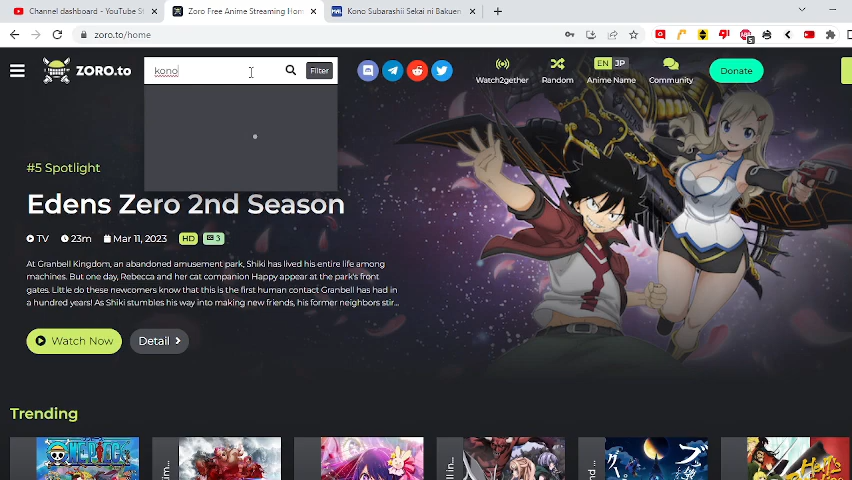 Channel dashboard - YouTube St
Zoro Free Anime Streaming Hom
MAL Kono Subarashii Sekai ni Bakuen
zoro.to/home
5
ZORO.to
kono
Filter
Watch2gether
Random
EN JP
Anime Name
Community
Donate
#5 Spotlight
Edens Zero 2nd Season
TV 23m Mar 11, 2023 HD 3
At Granbell Kingdom, an abandoned amusement park, Shiki has lived his entire life among
machines. But one day, Rebecca and her cat companion Happy appear at the park's front
gates. Little do these newcomers know that this is the first human contact Granbell has had in
a hundred years! As Shiki stumbles his way into making new friends, his former neighbors stir...
Watch Now
Detail
Trending
ONE PIECE